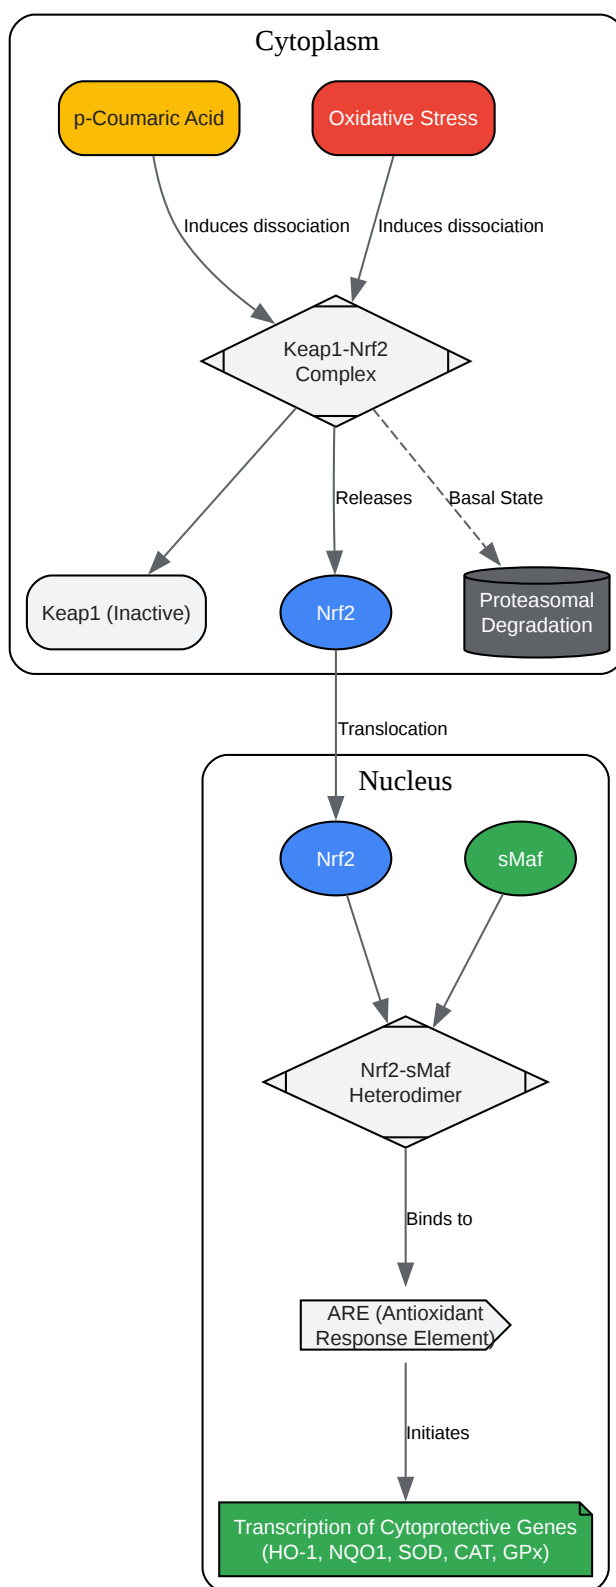 Cytoplasm
p-Coumaric Acid
Oxidative Stress
Induces dissociation
Induces dissociation
Keap1-Nrf2
Complex
Releases
Basal State
Keap1 (Inactive)
Nrf2
Proteasomal
Degradation
Translocation
Nucleus
Nrf2
sMaf
Nrf2-sMaf
Heterodimer
Binds to
ARE (Antioxidant
Response Element)
Initiates
Transcription of Cytoprotective Genes
(HO-1, NQO1, SOD, CAT, GPx)